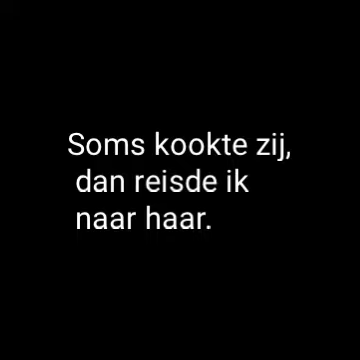 Soms kookte zij,
dan reisde ik
naar haar.